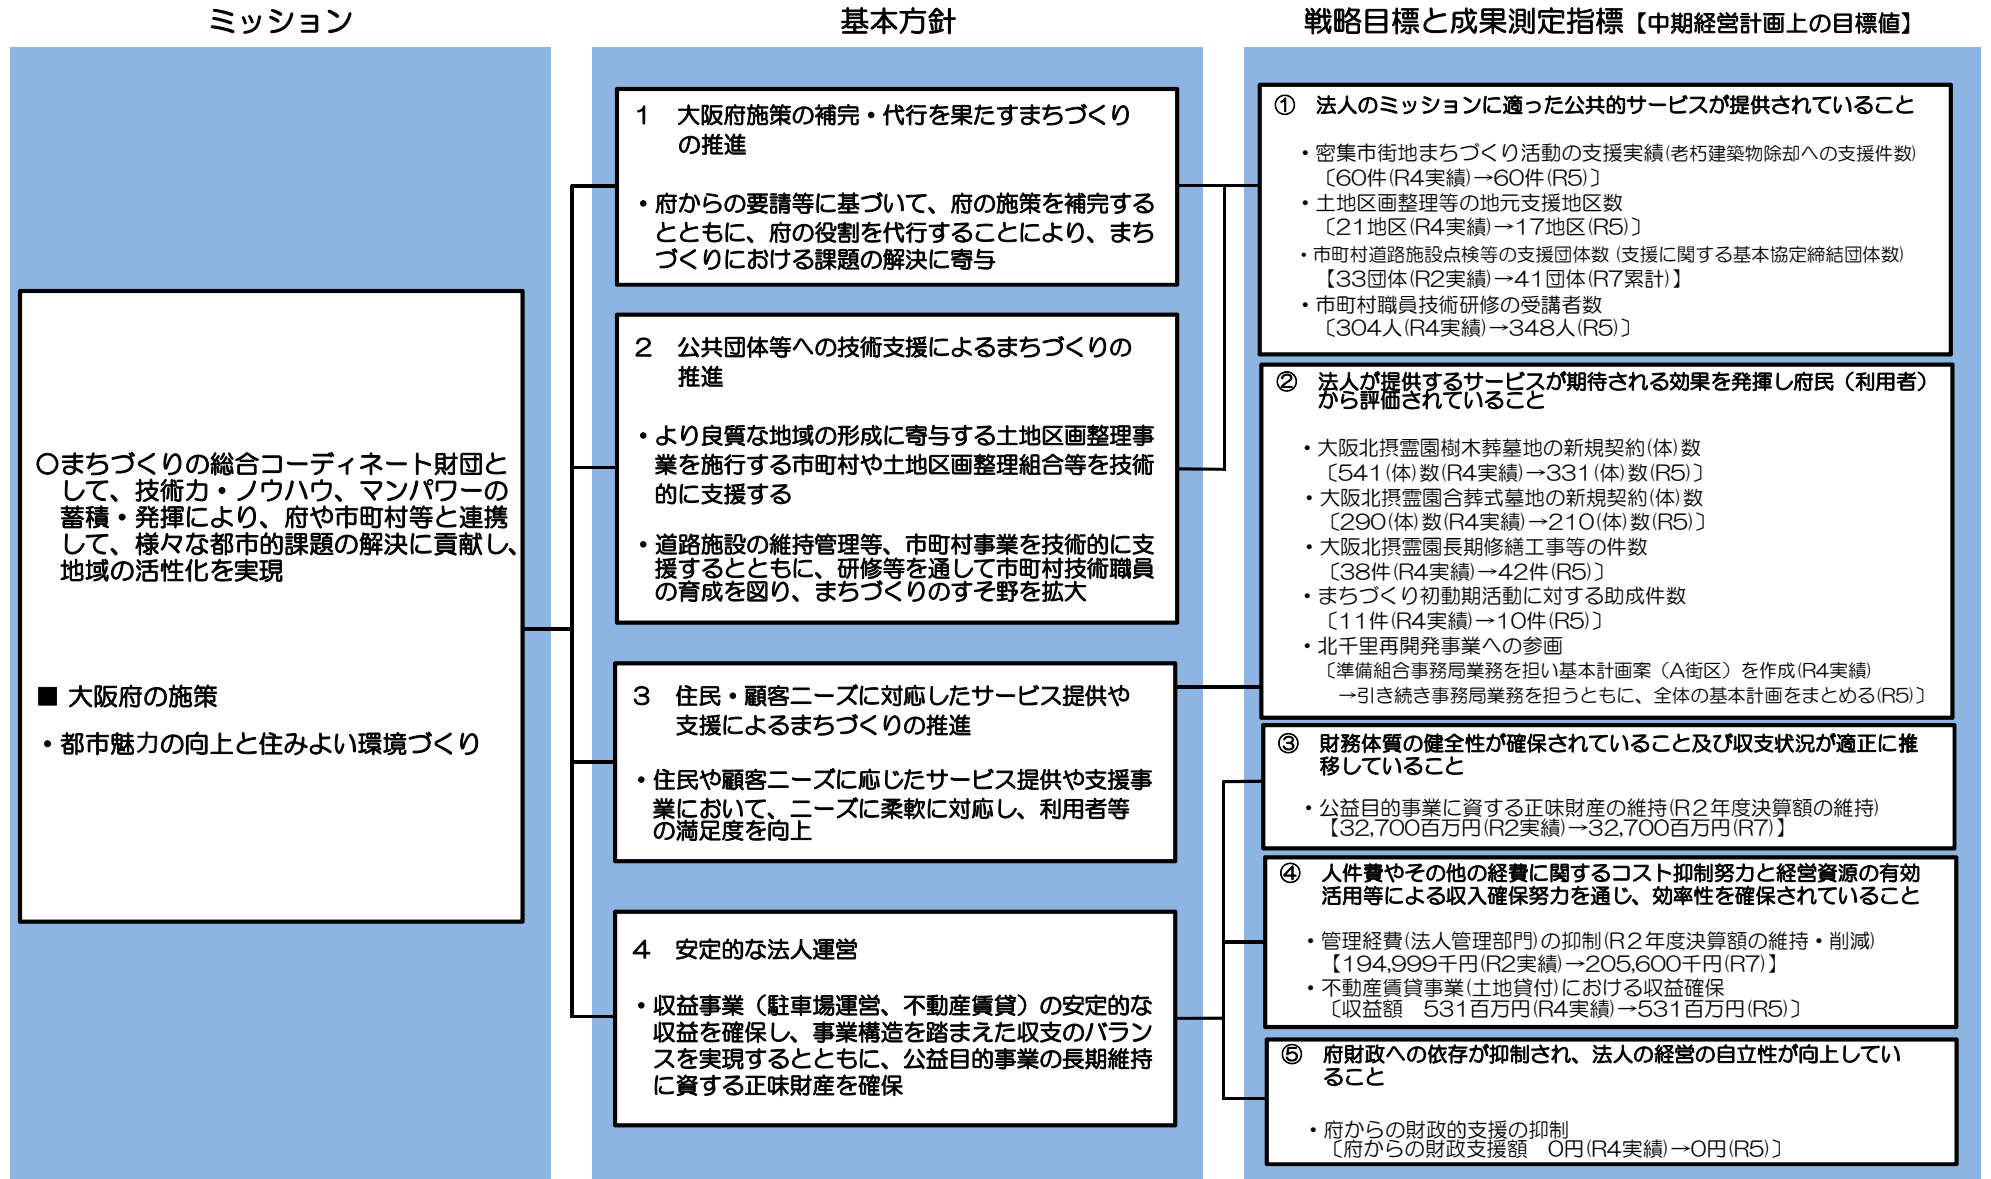 ミッション
〇まちづくりの総合コーディネート財団と
して、技術力・ノウハウ、マンパワーの
蓄積・発揮により、府や市町村等と連携
して、様々な都市的課題の解決に貢献し、
地域の活性化を実現
■ 大阪府の施策
・都市魅力の向上と住みよい環境づくり
基本方針
１　大阪府施策の補完・代行を果たすまちづくり
の推進
・府からの要請等に基づいて、府の施策を補完する
とともに、府の役割を代行することにより、まち
づくりにおける課題の解決に寄与
２　公共団体等への技術支援によるまちづくりの
推進
・より良質な地域の形成に寄与する土地区画整理事
業を施行する市町村や土地区画整理組合等を技術
的に支援する
・道路施設の維持管理等、市町村事業を技術的に支
援するとともに、研修等を通して市町村技術職員
の育成を図り、まちづくりのすそ野を拡大
３　住民・顧客ニーズに対応したサービス提供や
支援によるまちづくりの推進
・住民や顧客ニーズに応じたサービス提供や支援事
業において、ニーズに柔軟に対応し、利用者等
の満足度を向上
４　安定的な法人運営
・収益事業（駐車場運営、不動産賃貸）の安定的な
収益を確保し、事業構造を踏まえた収支のバラン
スを実現するとともに、公益目的事業の長期維持
に資する正味財産を確保
戦略目標と成果測定指標【中期経営計画上の目標値】
①　法人のミッションに適った公共的サービスが提供されていること
・密集市街地まちづくり活動の支援実績(老朽建築物除却への支援件数)
〔60件(R4実績)→60件(R5)〕
・土地区画整理等の地元支援地区数
〔21地区(R4実績)→17地区(R5)〕
・市町村道路施設点検等の支援団体数 (支援に関する基本協定締結団体数)
【33団体(R2実績)→41団体(R7累計)】
・市町村職員技術研修の受講者数
〔304人(R4実績)→348人(R5)〕
②　法人が提供するサービスが期待される効果を発揮し府民（利用者）
から評価されていること
・大阪北摂霊園樹木葬墓地の新規契約(体)数
〔541(体)数(R4実績)→331(体)数(R5)〕
・大阪北摂霊園合葬式墓地の新規契約(体)数
〔290(体)数(R4実績)→210(体)数(R5)〕
・大阪北摂霊園長期修繕工事等の件数
〔38件(R4実績)→42件(R5)〕
・まちづくり初動期活動に対する助成件数
〔11件(R4実績)→10件(R5)〕
・北千里再開発事業への参画
〔準備組合事務局業務を担い基本計画案（A街区）を作成(R4実績)
→引き続き事務局業務を担うともに、全体の基本計画をまとめる(R5)〕
③　財務体質の健全性が確保されていること及び収支状況が適正に推
移していること
・公益目的事業に資する正味財産の維持(R２年度決算額の維持)
【32,700百万円(R2実績)→32,700百万円(R7)】
④　人件費やその他の経費に関するコスト抑制努力と経営資源の有効
活用等による収入確保努力を通じ、効率性を確保されていること
・管理経費(法人管理部門)の抑制(R２年度決算額の維持・削減)
【194,999千円(R2実績)→205,600千円(R7)】
・不動産賃貸事業(土地貸付)における収益確保
〔収益額　531百万円(R4実績)→531百万円(R5)〕
⑤　府財政への依存が抑制され、法人の経営の自立性が向上してい
ること
・府からの財政的支援の抑制
〔府からの財政支援額　0円(R4実績)→0円(R5)〕